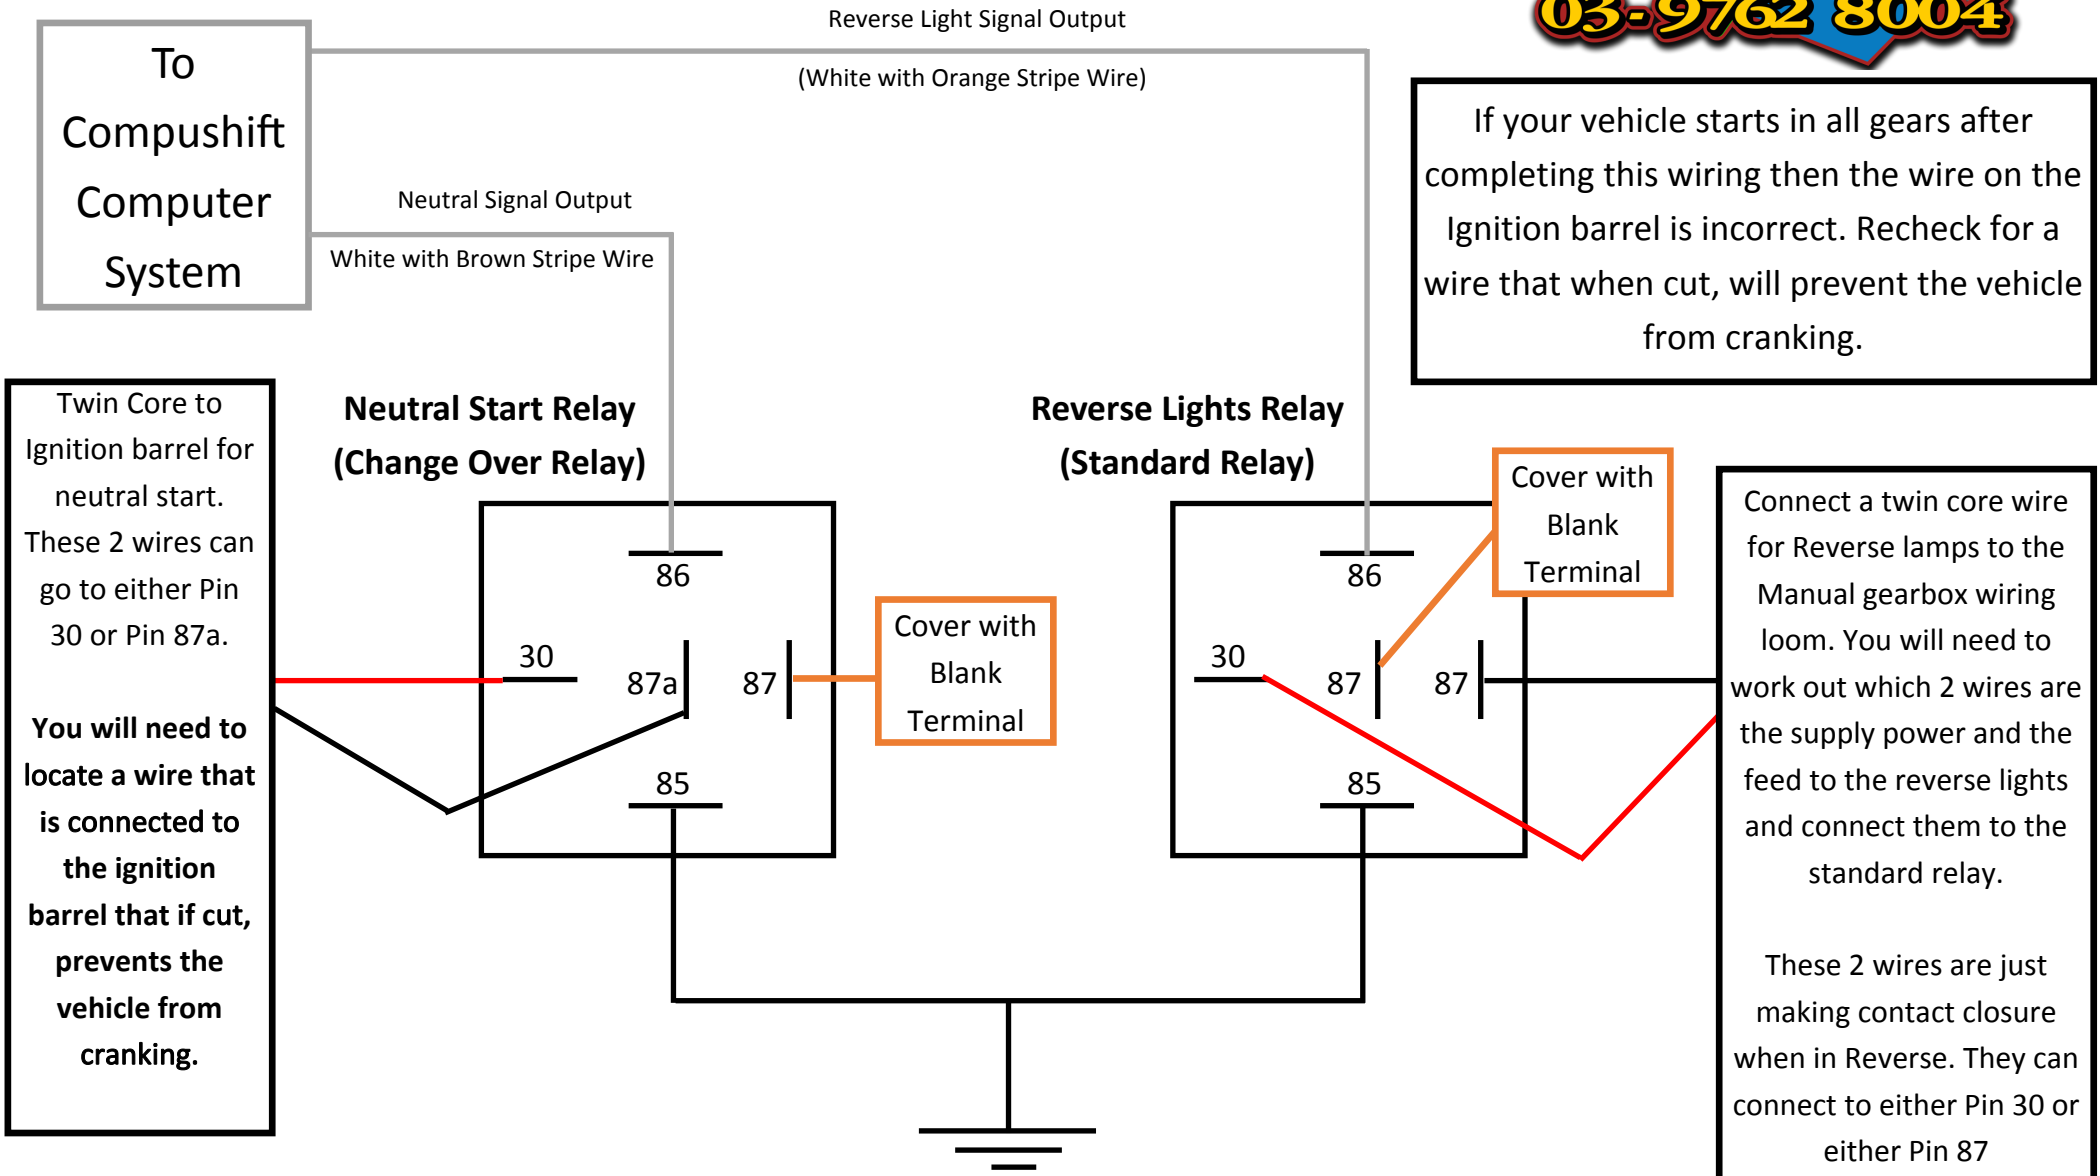 Reverse Light Signal Output
(White with Orange Stripe Wire)
03-9762 8004
To
Compushift
Computer
System
Neutral Signal Output
White with Brown Stripe Wire
If your vehicle starts in all gears after
completing this wiring then the wire on the
Ignition barrel is incorrect. Recheck for a
wire that when cut, will prevent the vehicle
from cranking.
Twin Core to
Ignition barrel for
neutral start.
These 2 wires can
go to either Pin
30 or Pin 87a.
You will need to
locate a wire that
is connected to
the ignition
barrel that if cut,
prevents the
vehicle from
cranking.
Neutral Start Relay
(Change Over Relay)
86
30
87a
87
85
Cover with
Blank
Terminal
Reverse Lights Relay
(Standard Relay)
86
30
87
87
85
Cover with
Blank
Terminal
Connect a twin core wire
for Reverse lamps to the
Manual gearbox wiring
loom. You will need to
work out which 2 wires are
the supply power and the
feed to the reverse lights
and connect them to the
standard relay.
These 2 wires are just
making contact closure
when in Reverse. They can
connect to either Pin 30 or
either Pin 87